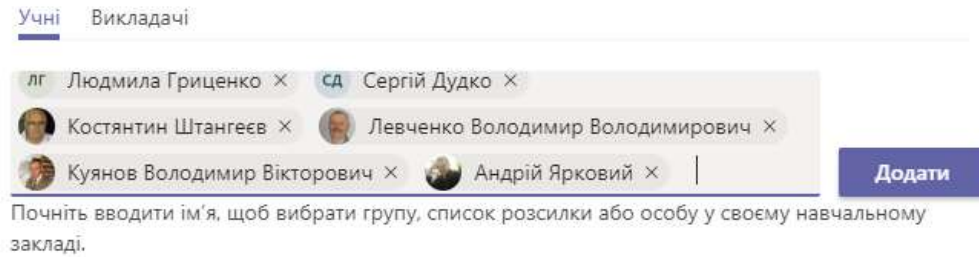 Учні Викладачі
ЛГ Людмила Гриценко × СД Сергій Дудко ×
Костянтин Штангеєв × Левченко Володимир Володимирович ×
Куянов Володимир Вікторович × Андрій Ярковий ×
Додати
Почніть вводити ім'я, щоб вибрати групу, список розсилки або особу у своєму навчальному
закладі.